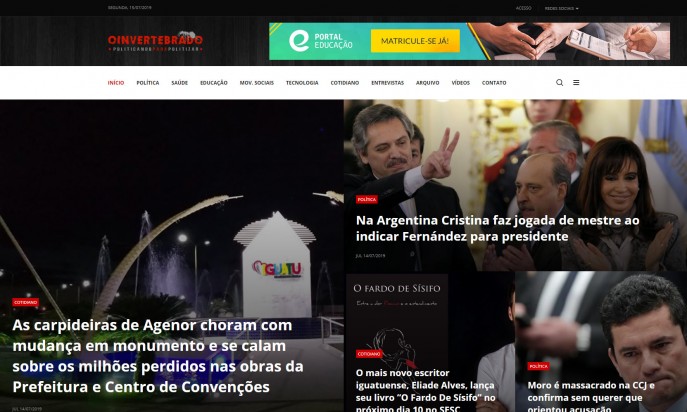 SEGUNDA, 15/07/2019
ACESSO
REDES SOCIAIS
OINVERTEBRADO
POLITICANDO PARA POLITIZAR
PORTAL
EDUCAÇÃO
MATRICULE-SE JÁ!
INÍCIO POLÍTICA SAÚDE EDUCAÇÃO MOV. SOCIAIS TECNOLOGIA COTIDIANO ENTREVISTAS ARQUIVO VÍDEOS CONTATO
IGUATU
COTIDIANO
As carpideiras de Agenor choram com
mudança em monumento e se calam
sobre os milhões perdidos nas obras da
Prefeitura e Centro de Convenções
JUL 14/07/2019
POLÍTICA
Na Argentina Cristina faz jogada de mestre ao
indicar Fernández para presidente
JUL 14/07/2019
O FARDO DE SÍSIFO
COTIDIANO
O mais novo escritor
iguatuense, Eliade Alves, lança
seu livro “O Fardo De Sísifo” no
próximo dia 10 no SESC
POLÍTICA
Moro é massacrado na CCJ e
confirma sem querer que
orientou acusação